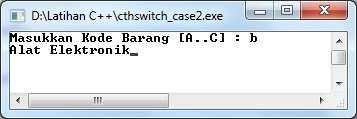 D:\Latihan C++\cthswitch_case2.exe
Masukkan Kode Barang [A..C] : b
Alat Elektronik_